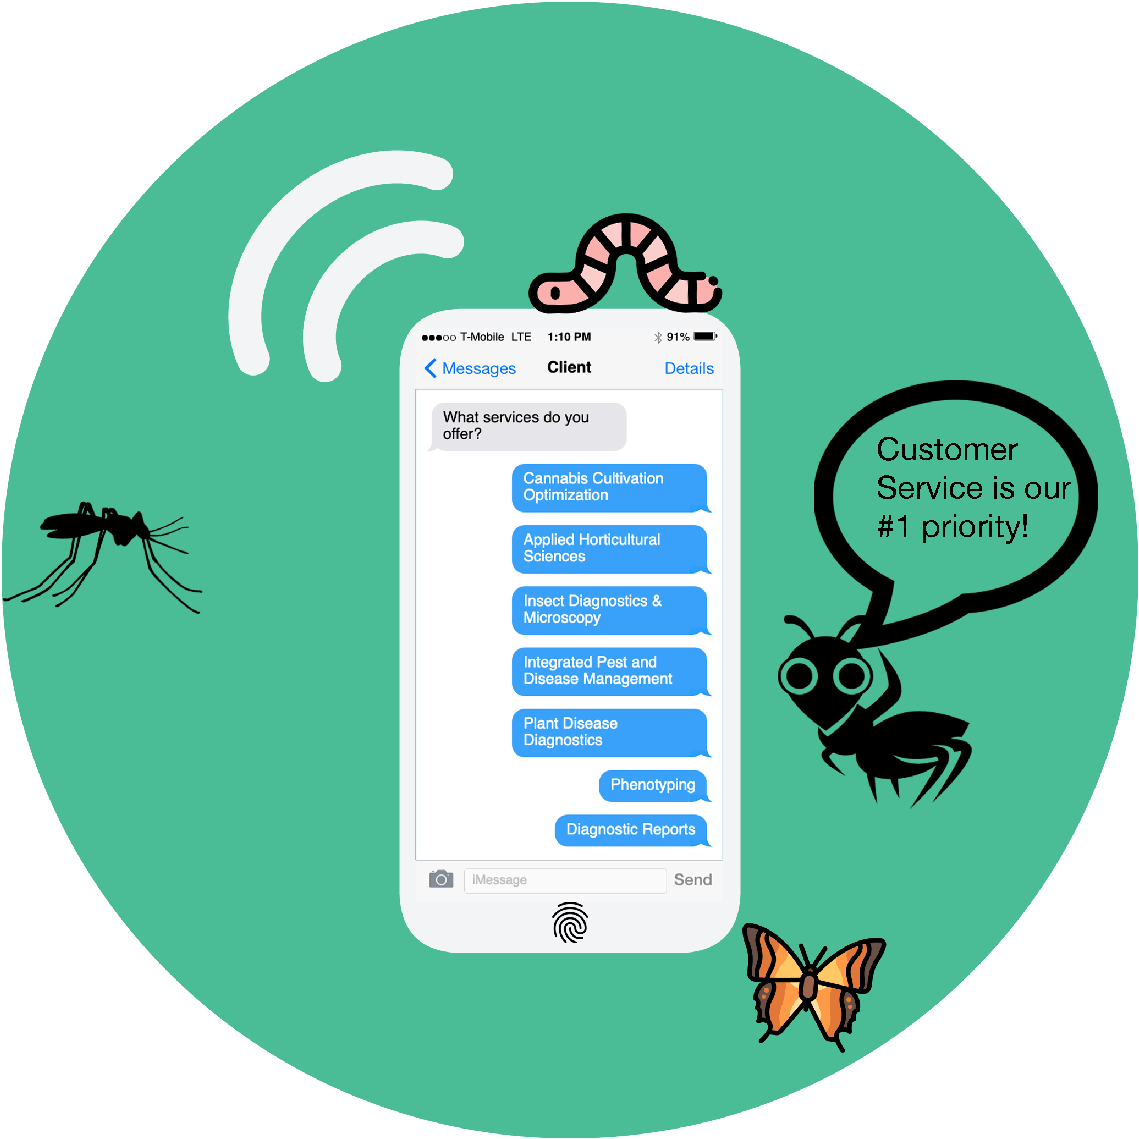 T-Mobile LTE 1:10 PM 91%
Messages Client Details
What services do you
offer?
Cannabis Cultivation
Optimization
Applied Horticultural
Sciences
Insect Diagnostics &
Microscopy
Integrated Pest and
Disease Management
Plant Disease
Diagnostics
Phenotyping
Diagnostic Reports
iMessage Send
Customer
Service is our
#1 priority!